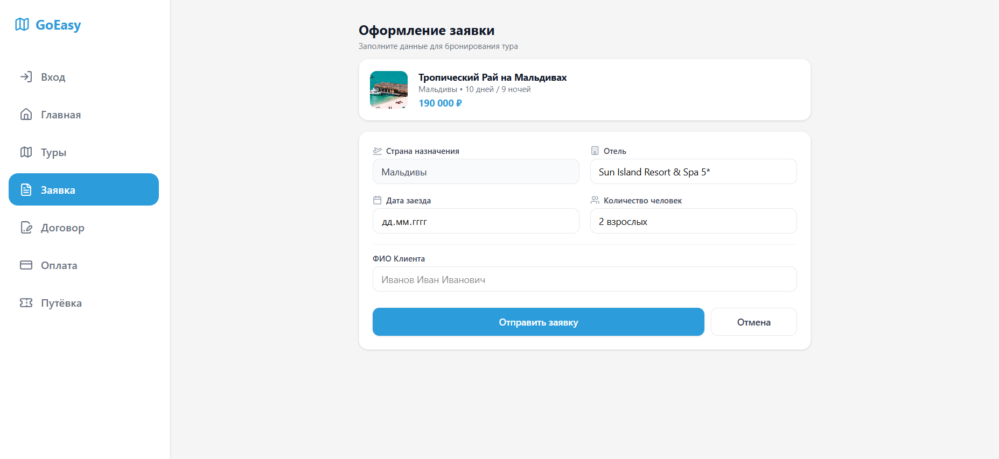 GoEasy
Вход
Главная
Туры
Заявка
Договор
Оплата
Путёвка
Оформление заявки
Заполните данные для бронирования тура
Тропический Рай на Мальдивах
Мальдивы • 10 дней / 9 ночей
190 000 ₽
Страна назначения
Мальдивы
Отель
Sun Island Resort & Spa 5*
Дата заезда
дд.мм.гггг
Количество человек
2 взрослых
ФИО Клиента
Иванов Иван Иванович
Отправить заявку
Отмена